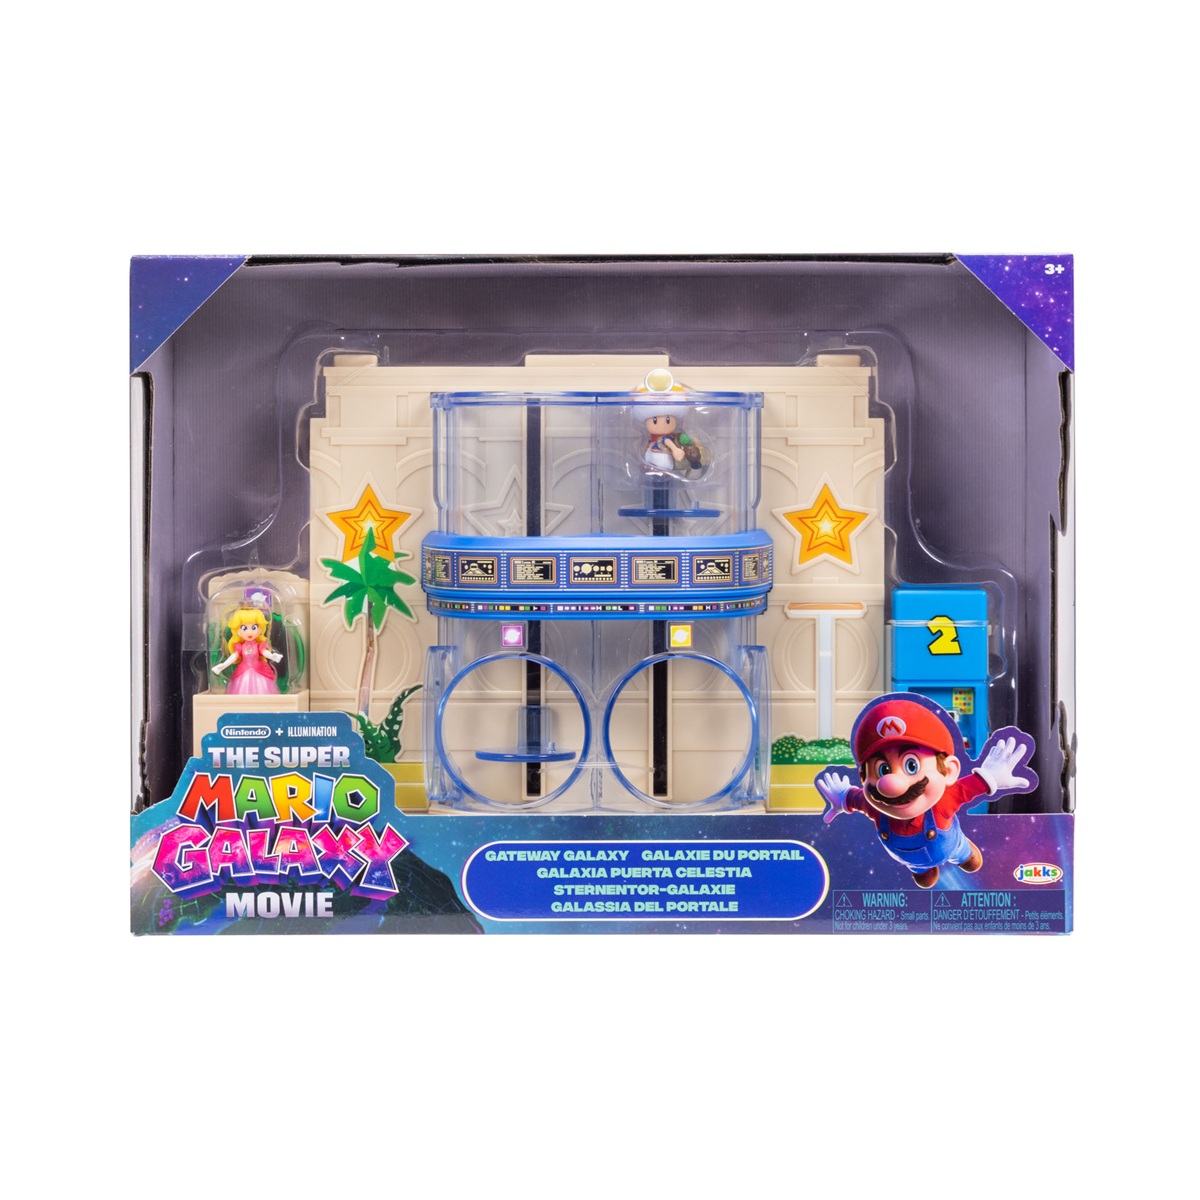 3+
2
Nintendo + ILLUMINATION
THE SUPER
MARIO
GALAXY
MOVIE
GATEWAY GALAXY GALAXIE DU PORTAIL
GALAXIA PUERTA CELESTIA
STERNENTOR-GALAXIE
GALASSIA DEL PORTALE
M
jakks
WARNING:
CHOKING HAZARD - Small parts.
Not for children under 3 years.
ATTENTION :
DANGER D'ÉTOUFFEMENT - Petits éléments.
Ne convient pas aux enfants de moins de 3 ans.